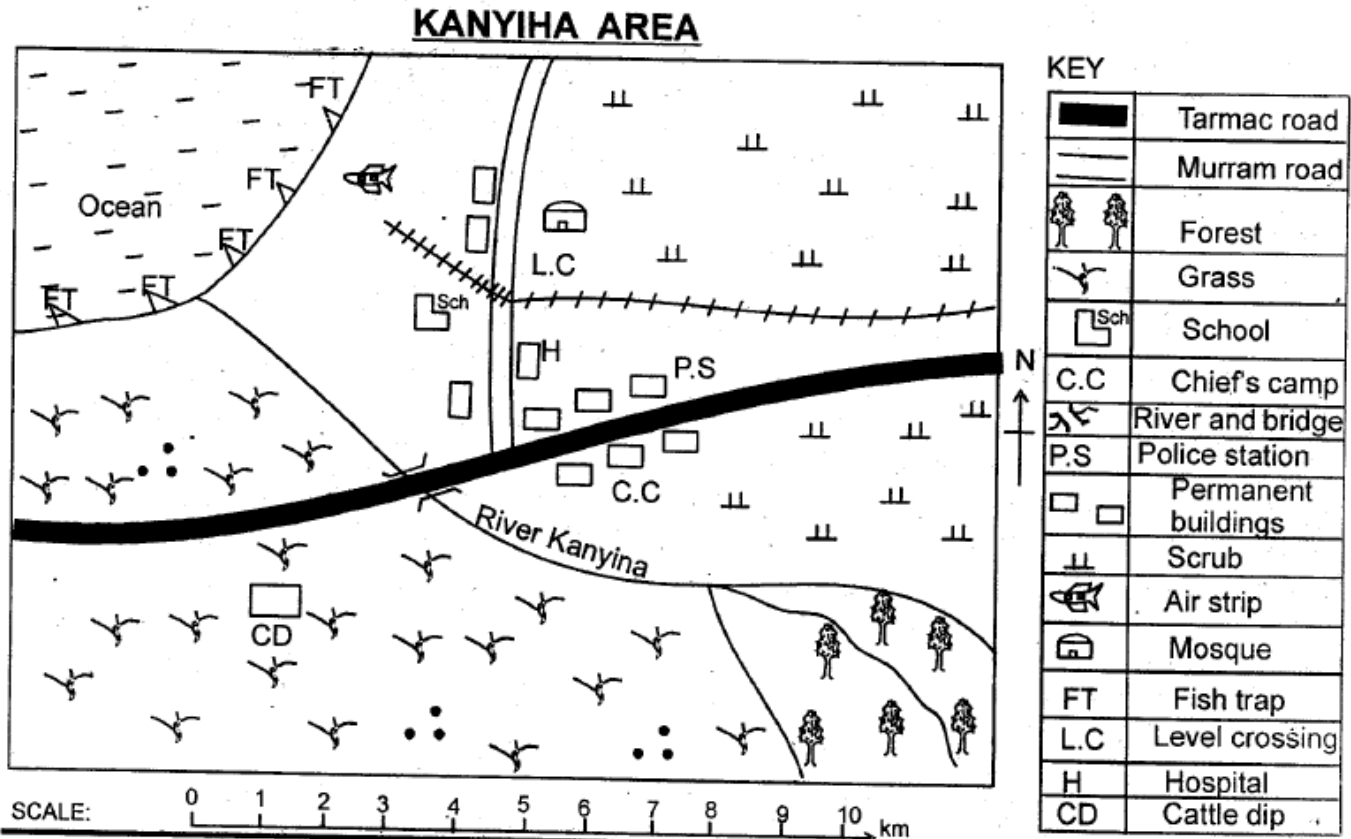 KANYIHA AREA
FT
FT
Ocean
FT
FT
FT
L.C
Sch
H
P.S
C.C
River Kanyina
CD
N
KEY
Tarmac road
Murram road
Forest
Grass
Sch School
C.C Chief's camp
River and bridge
P.S Police station
Permanent
buildings
Scrub
Air strip
Mosque
FT Fish trap
L.C Level crossing
H Hospital
CD Cattle dip
SCALE: 0 1 2 3 4 5 6 7 8 9 10 km